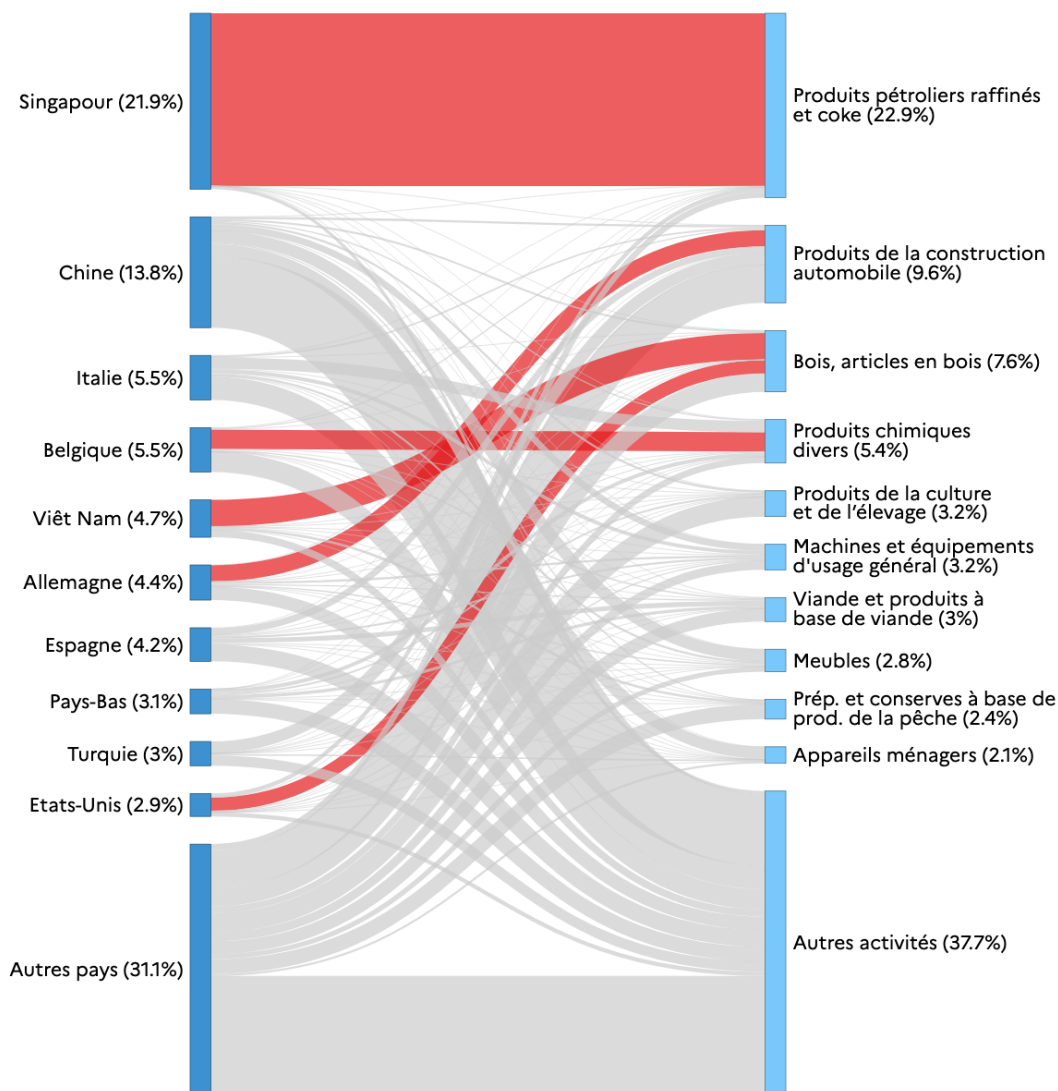 Singapour (21.9%)
Chine (13.8%)
Italie (5.5%)
Belgique (5.5%)
Viêt Nam (4.7%)
Allemagne (4.4%)
Espagne (4.2%)
Pays-Bas (3.1%)
Turquie (3%)
Etats-Unis (2.9%)
Autres pays (31.1%)
Produits pétroliers raffinés
et coke (22.9%)
Produits de la construction
automobile (9.6%)
Bois, articles en bois (7.6%)
Produits chimiques
divers (5.4%)
Produits de la culture
et de l’élevage (3.2%)
Machines et équipements
d'usage général (3.2%)
Viande et produits à
base de viande (3%)
Meubles (2.8%)
Prép. et conserves à base de
prod. de la pêche (2.4%)
Appareils ménagers (2.1%)
Autres activités (37.7%)